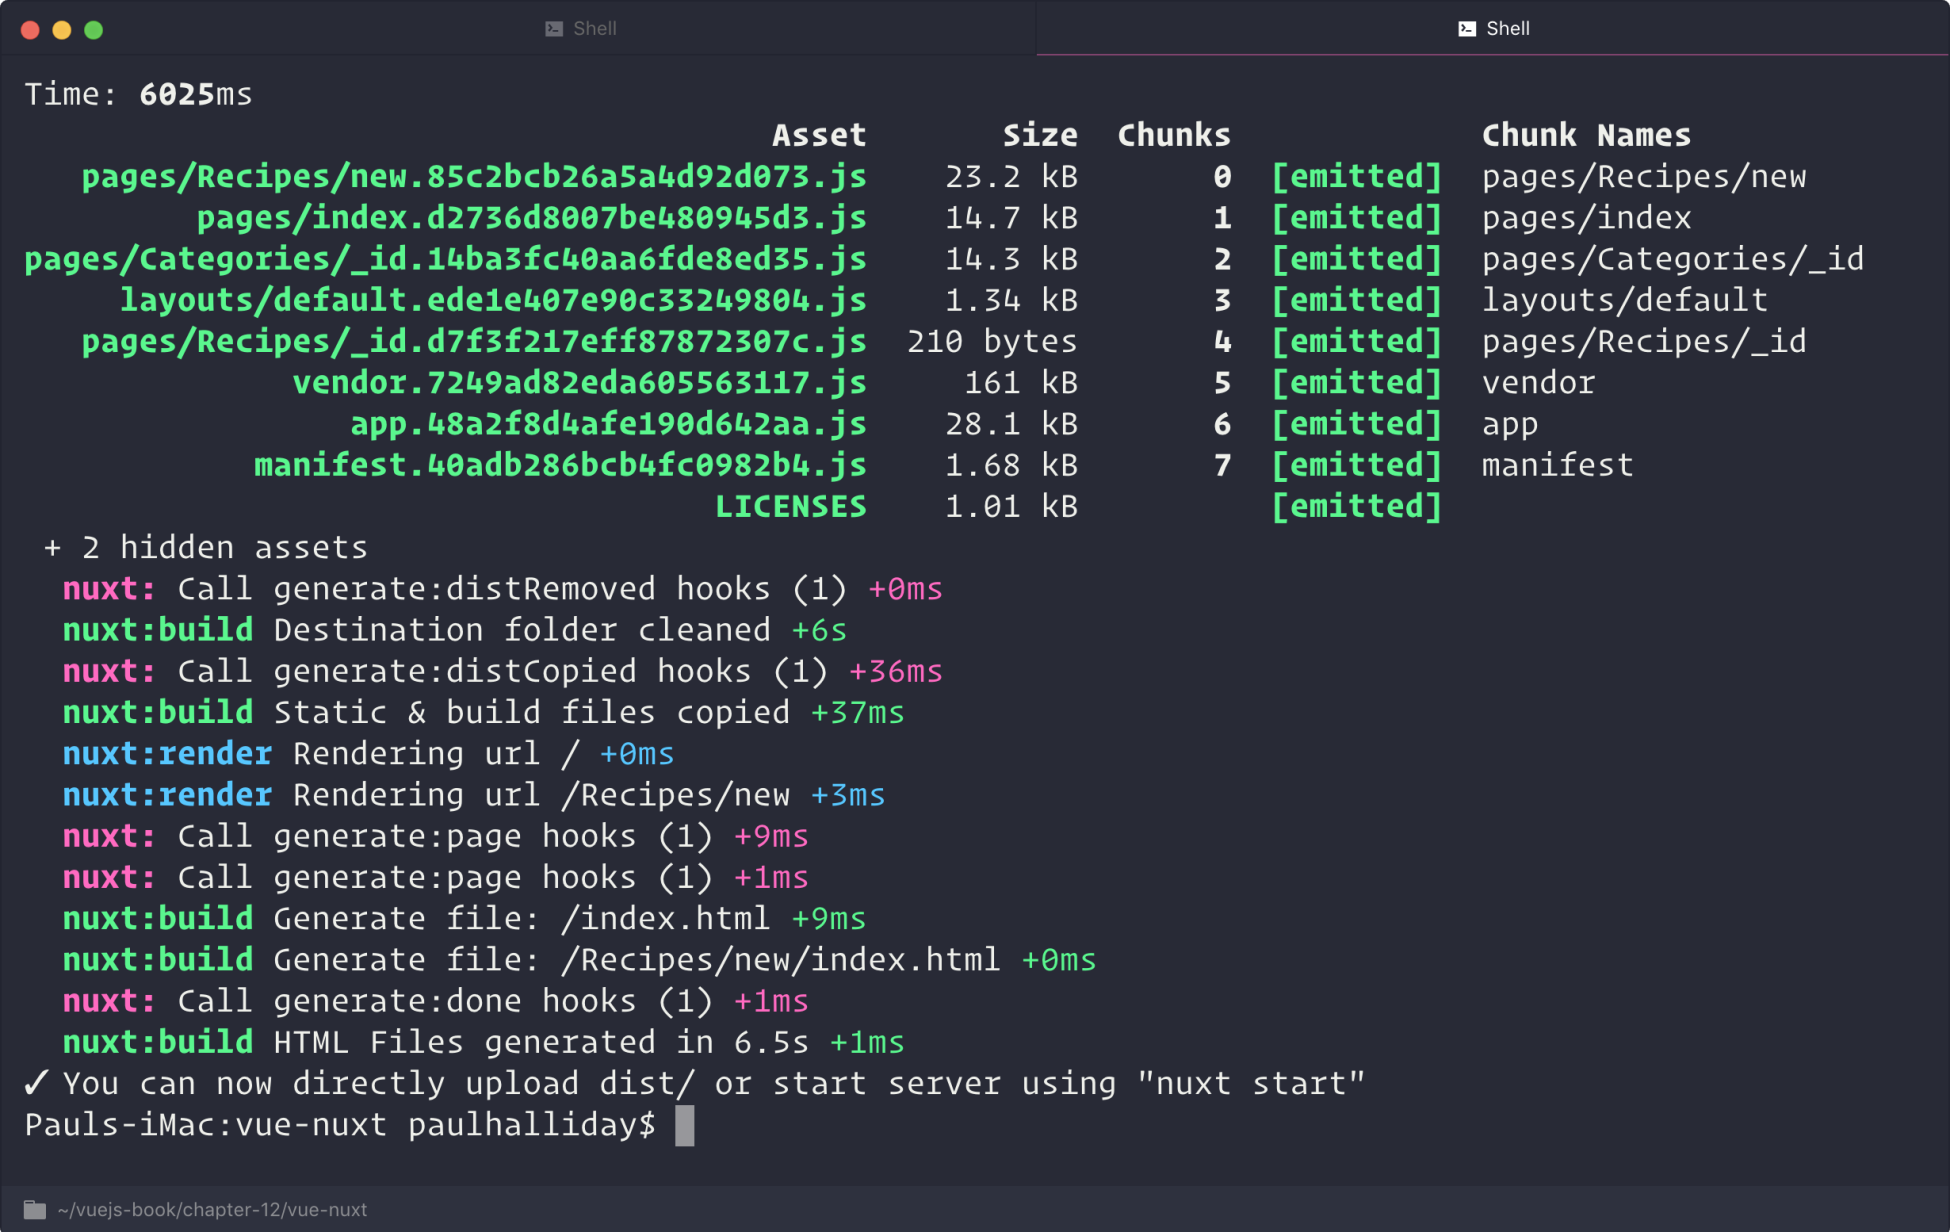 Shell
Shell
Time: 6025ms
Asset Size Chunks Chunk Names
pages/Recipes/new.85c2bcb26a5a4d92d073.js 23.2 kB 0 [emitted] pages/Recipes/new
pages/index.d2736d8007be480945d3.js 14.7 kB 1 [emitted] pages/index
pages/Categories/_id.14ba3fc40aa6fde8ed35.js 14.3 kB 2 [emitted] pages/Categories/_id
layouts/default.ede1e407e90c33249804.js 1.34 kB 3 [emitted] layouts/default
pages/Recipes/_id.d7f3f217eff87872307c.js 210 bytes 4 [emitted] pages/Recipes/_id
vendor.7249ad82eda605563117.js 161 kB 5 [emitted] vendor
app.48a2f8d4afe190d642aa.js 28.1 kB 6 [emitted] app
manifest.40adb286bcb4fc0982b4.js 1.68 kB 7 [emitted] manifest
LICENSES 1.01 kB [emitted]
+ 2 hidden assets
nuxt: Call generate:distRemoved hooks (1) +0ms
nuxt:build Destination folder cleaned +6s
nuxt: Call generate:distCopied hooks (1) +36ms
nuxt:build Static & build files copied +37ms
nuxt:render Rendering url / +0ms
nuxt:render Rendering url /Recipes/new +3ms
nuxt: Call generate:page hooks (1) +9ms
nuxt: Call generate:page hooks (1) +1ms
nuxt:build Generate file: /index.html +9ms
nuxt:build Generate file: /Recipes/new/index.html +0ms
nuxt: Call generate:done hooks (1) +1ms
nuxt:build HTML Files generated in 6.5s +1ms
✓ You can now directly upload dist/ or start server using "nuxt start"
Pauls-iMac:vue-nuxt paulhalliday$
~/vuejs-book/chapter-12/vue-nuxt